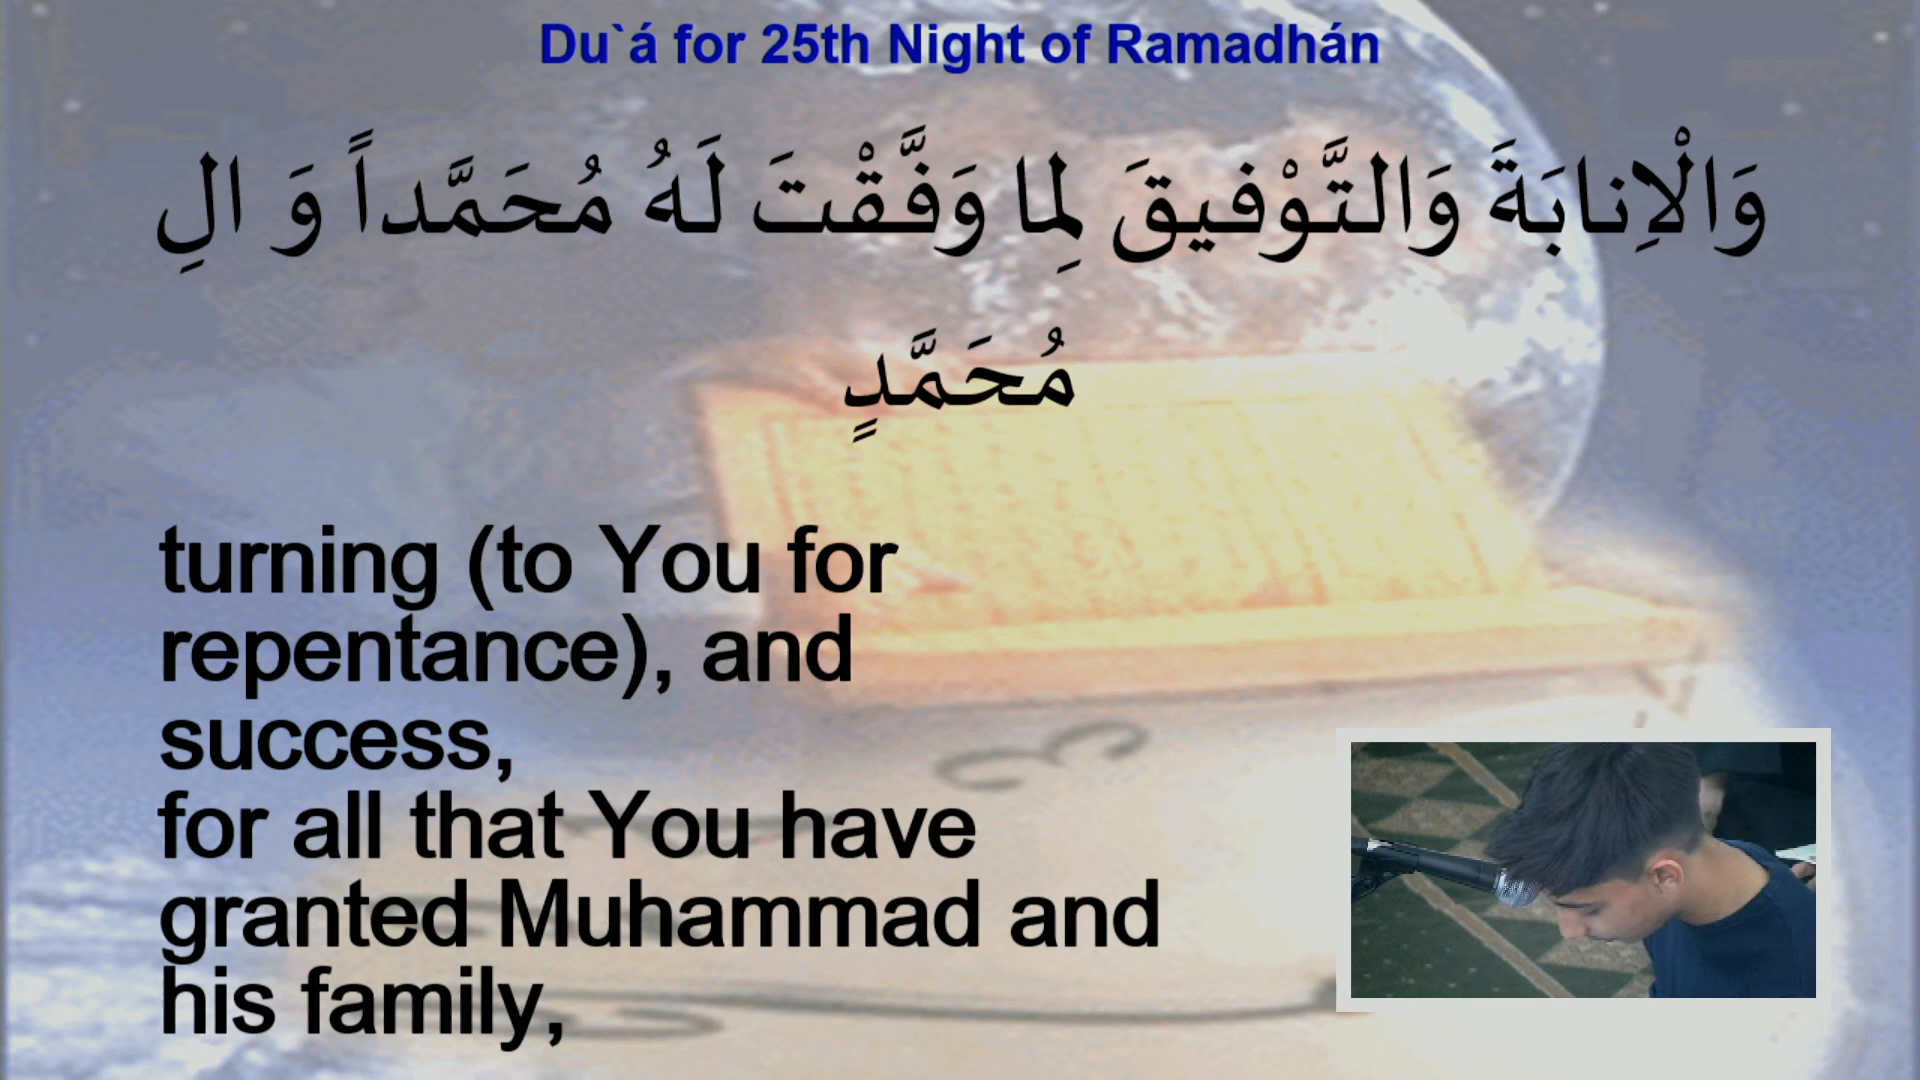 Du`á for 25th Night of Ramadhán
وَالْاِنابَةَ وَالتَّوْفيقَ لِما وَفَّقْتَ لَهُ مُحَمَّداً وَ الِ
مُحَمَّدٍ
turning (to You for
repentance), and
success,
for all that You have
granted Muhammad and
his family,